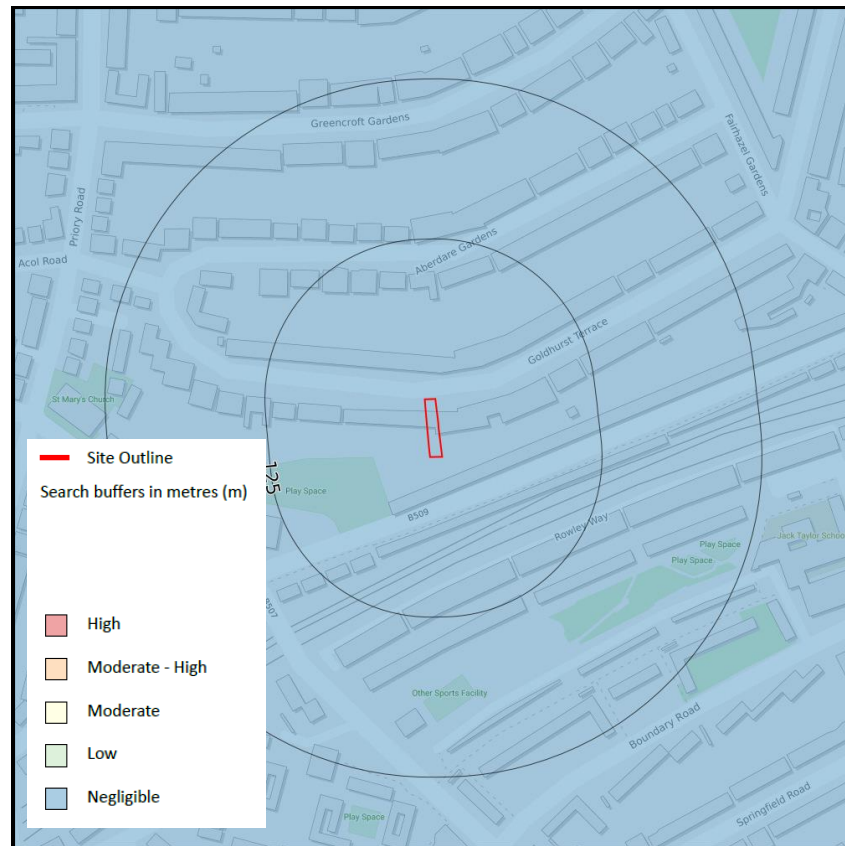 Greencroft Gardens
Fairhazel Gardens
Priory Road
Acol Road
Aberdare Gardens
Goldhurst Terrace
St Mary's Church
125
Play Space
B509
Rowley Way
Play Space
Play Space
Jack Taylor School
B507
Other Sports Facility
Boundary Road
Springfield Road
Play Space
Site Outline
Search buffers in metres (m)
High
Moderate - High
Moderate
Low
Negligible